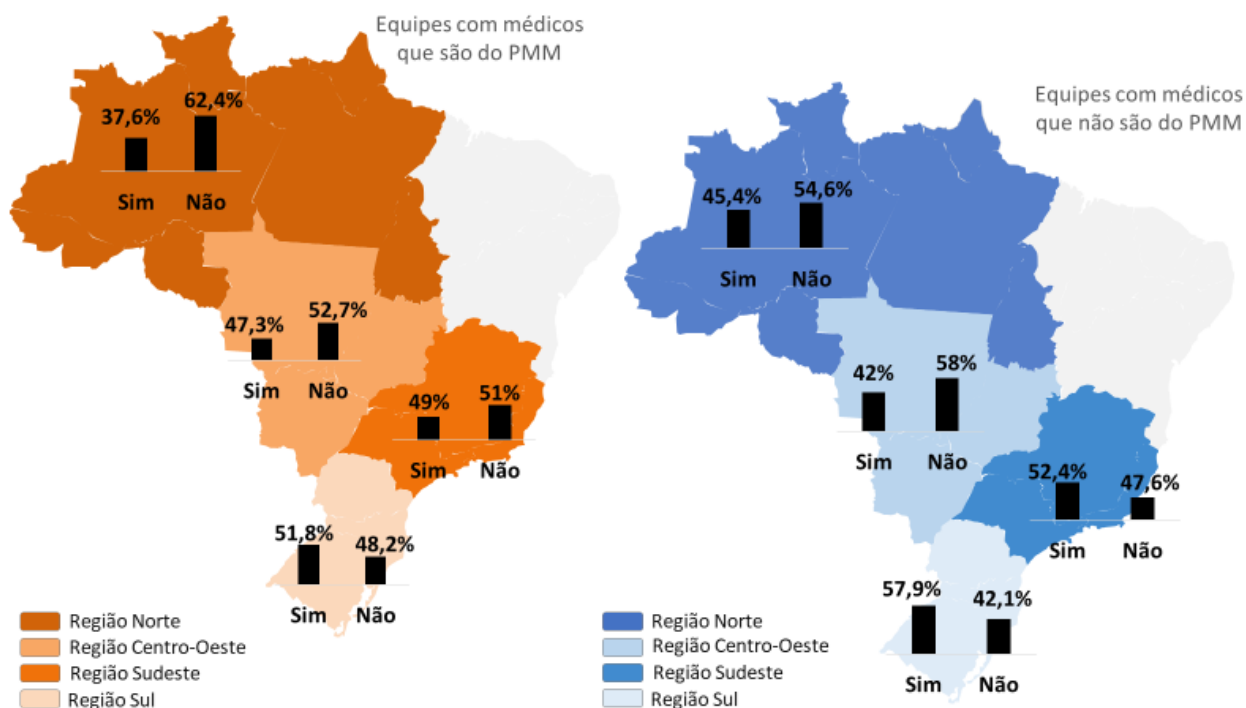 Equipes com médicos
que são do PMM
37,6%
62,4%
Sim
Não
47,3%
52,7%
Sim
Não
49%
51%
Sim
Não
51,8%
48,2%
Sim
Não
Região Norte
Região Centro-Oeste
Região Sudeste
Região Sul
Equipes com médicos
que não são do PMM
45,4%
54,6%
Sim
Não
42%
58%
Sim
Não
52,4%
47,6%
Sim
Não
57,9%
42,1%
Sim
Não
Região Norte
Região Centro-Oeste
Região Sudeste
Região Sul